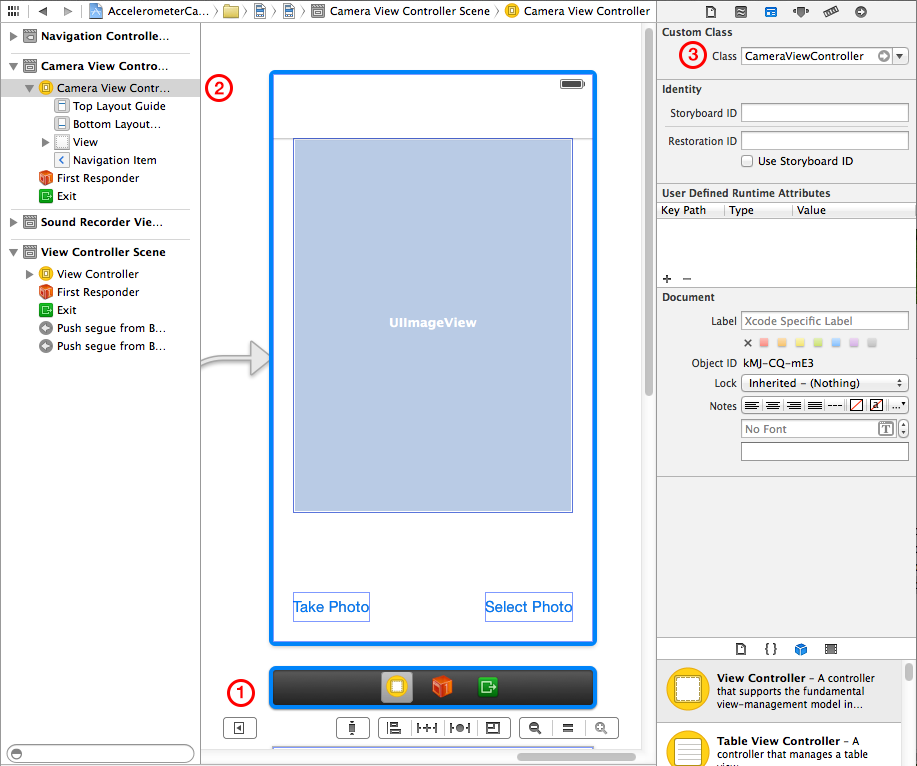 AccelerometerCa...
Camera View Controller Scene
Camera View Controller
Navigation Controlle...
Camera View Contro...
Camera View Contr...
Top Layout Guide
Bottom Layout...
View
Navigation Item
First Responder
Exit
Sound Recorder Vie...
View Controller Scene
View Controller
First Responder
Exit
Push segue from B...
Push segue from B...
2
UIImageView
Take Photo
Select Photo
1
Custom Class
3
Class
CameraViewController
Identity
Storyboard ID
Restoration ID
Use Storyboard ID
User Defined Runtime Attributes
Key Path Type Value
Document
Label Xcode Specific Label
Object ID kMJ-CQ-mE3
Lock Inherited - (Nothing)
Notes
No Font
T
View Controller - A controller
that supports the fundamental
view-management model in...
Table View Controller - A
controller that manages a table